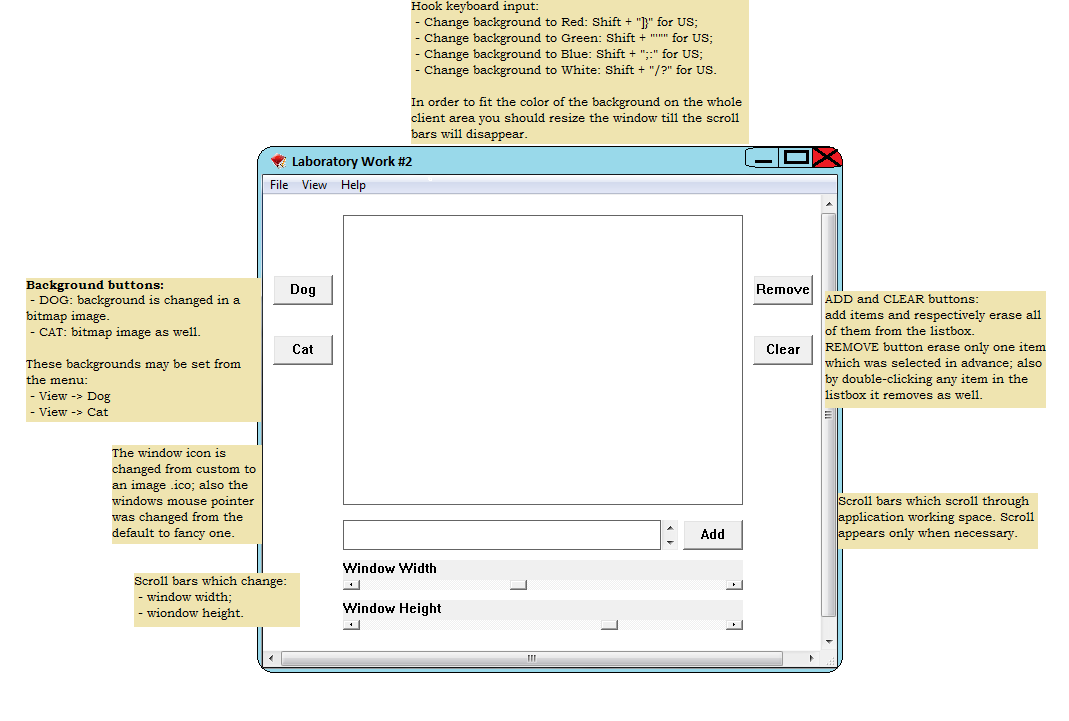 Hook keyboard input:
- Change background to Red: Shift + "]}" for US;
- Change background to Green: Shift + "'"" for US;
- Change background to Blue: Shift + ";:" for US;
- Change background to White: Shift + "/?" for US.
In order to fit the color of the background on the whole
client area you should resize the window till the scroll
bars will disappear.
Laboratory Work #2
File View Help
Background buttons:
- DOG: background is changed in a
bitmap image.
- CAT: bitmap image as well.
These backgrounds may be set from
the menu:
- View -> Dog
- View -> Cat
Dog
Cat
Remove
Clear
ADD and CLEAR buttons:
add items and respectively erase all
of them from the listbox.
REMOVE button erase only one item
which was selected in advance; also
by double-clicking any item in the
listbox it removes as well.
The window icon is
changed from custom to
an image .ico; also the
windows mouse pointer
was changed from the
default to fancy one.
Add
Scroll bars which scroll through
application working space. Scroll
appears only when necessary.
Window Width
Window Height
Scroll bars which change:
- window width;
- wiondow height.